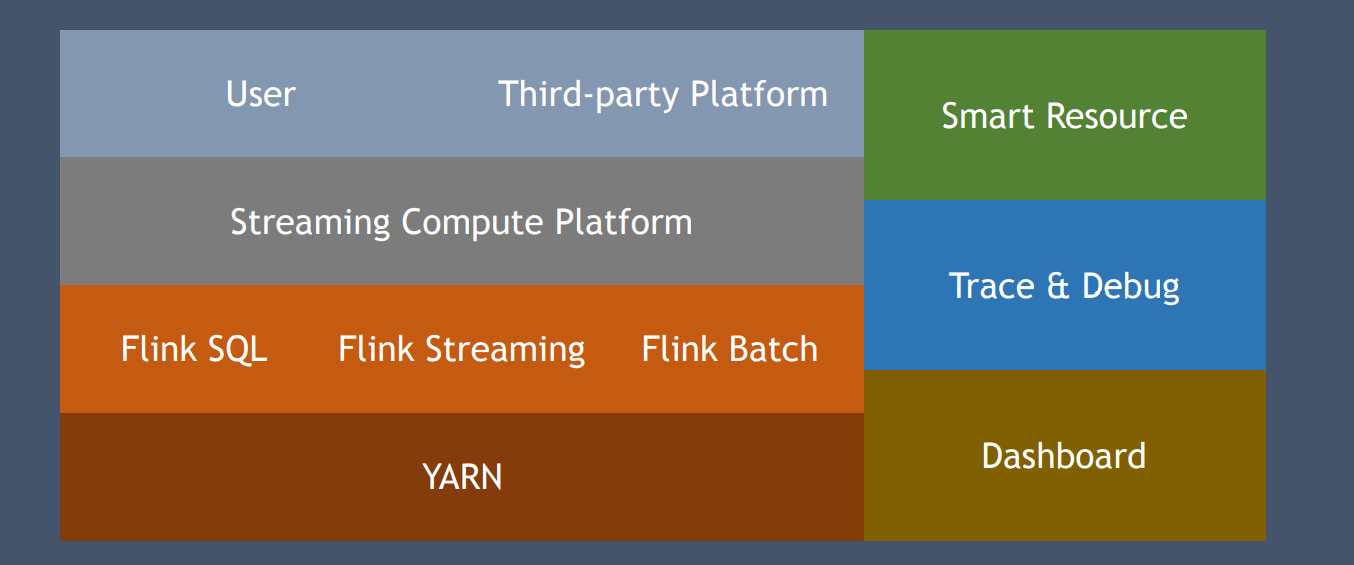 User
Third-party Platform
Streaming Compute Platform
Flink SQL
Flink Streaming
Flink Batch
YARN
Smart Resource
Trace & Debug
Dashboard